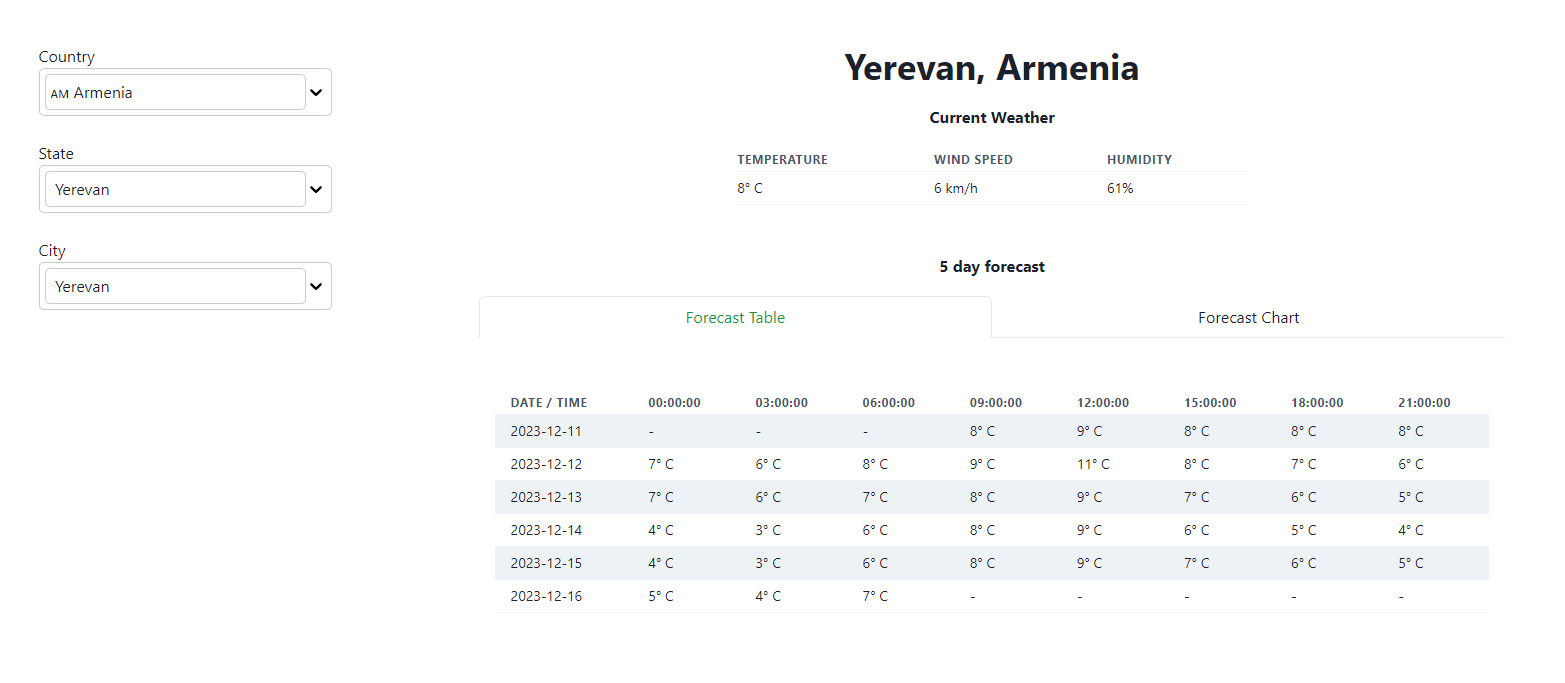 Country
AM Armenia
State
Yerevan
City
Yerevan
Yerevan, Armenia
Current Weather
TEMPERATURE WIND SPEED HUMIDITY
8° C 6 km/h 61%
5 day forecast
Forecast Table Forecast Chart
DATE / TIME 00:00:00 03:00:00 06:00:00 09:00:00 12:00:00 15:00:00 18:00:00 21:00:00
2023-12-11 - - - 8° C 9° C 8° C 8° C 8° C
2023-12-12 7° C 6° C 8° C 9° C 11° C 8° C 7° C 6° C
2023-12-13 7° C 6° C 7° C 8° C 9° C 7° C 6° C 5° C
2023-12-14 4° C 3° C 6° C 8° C 9° C 6° C 5° C 4° C
2023-12-15 4° C 3° C 6° C 8° C 9° C 7° C 6° C 5° C
2023-12-16 5° C 4° C 7° C - - - - -